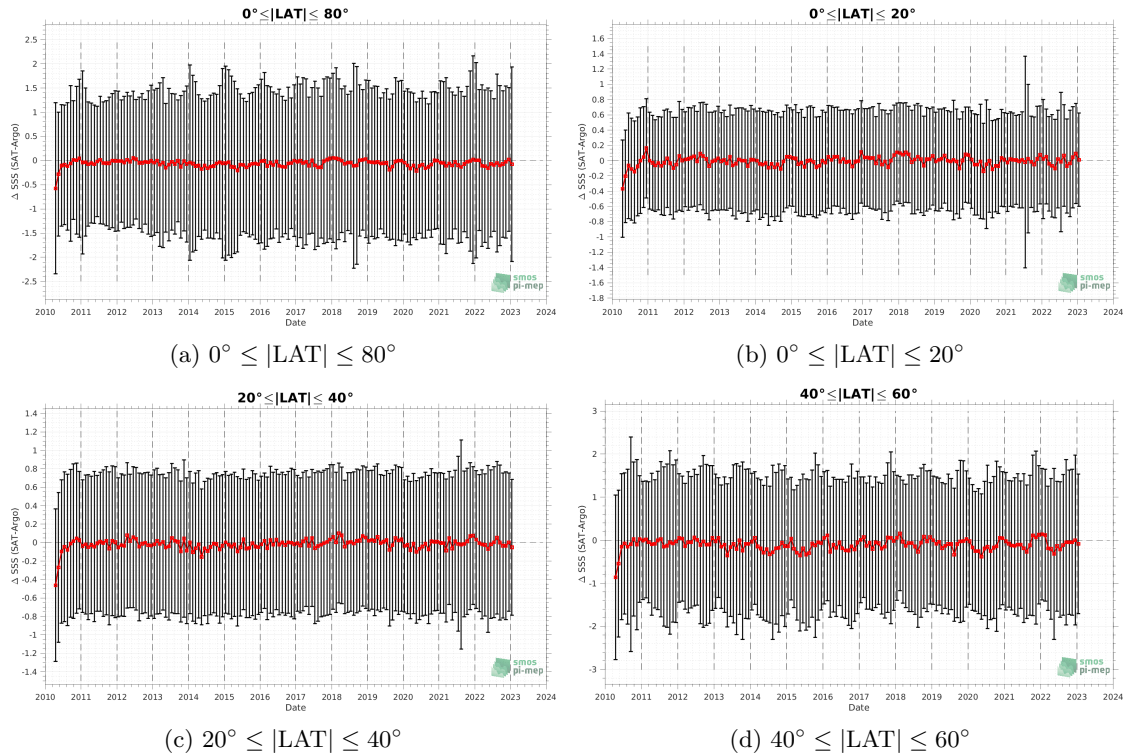 0°≤|LAT|≤ 80°
Δ SSS (SAT-Argo)
2.5
2
1.5
1
0.5
0
-0.5
-1
-1.5
-2
-2.5
smos
pi-mep
2010 2011 2012 2013 2014 2015 2016 2017 2018 2019 2020 2021 2022 2023 2024
Date
(a) 0° ≤ |LAT| ≤ 80°
0°≤|LAT|≤ 20°
Δ SSS (SAT-Argo)
1.6
1.4
1.2
1
0.8
0.6
0.4
0.2
0
-0.2
-0.4
-0.6
-0.8
-1
-1.2
-1.4
-1.6
-1.8
smos
pi-mep
2010 2011 2012 2013 2014 2015 2016 2017 2018 2019 2020 2021 2022 2023 2024
Date
(b) 0° ≤ |LAT| ≤ 20°
20°≤|LAT|≤ 40°
Δ SSS (SAT-Argo)
1.4
1.2
1
0.8
0.6
0.4
0.2
0
-0.2
-0.4
-0.6
-0.8
-1
-1.2
-1.4
smos
pi-mep
2010 2011 2012 2013 2014 2015 2016 2017 2018 2019 2020 2021 2022 2023 2024
Date
(c) 20° ≤ |LAT| ≤ 40°
40°≤|LAT|≤ 60°
Δ SSS (SAT-Argo)
3
2
1
0
-1
-2
-3
smos
pi-mep
2010 2011 2012 2013 2014 2015 2016 2017 2018 2019 2020 2021 2022 2023 2024
Date
(d) 40° ≤ |LAT| ≤ 60°